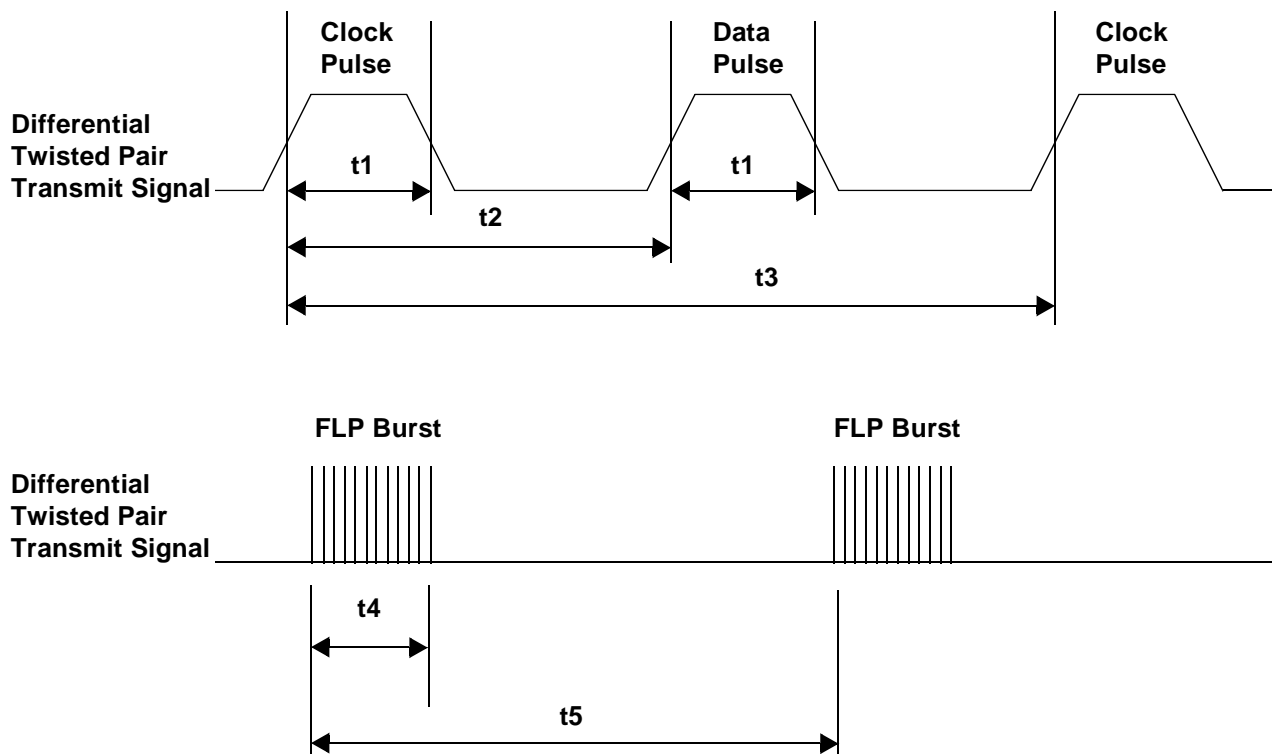 Clock
Pulse
Data
Pulse
Clock
Pulse
Differential
Twisted Pair
Transmit Signal
t1
t1
t2
t3
FLP Burst
FLP Burst
Differential
Twisted Pair
Transmit Signal
t4
t5